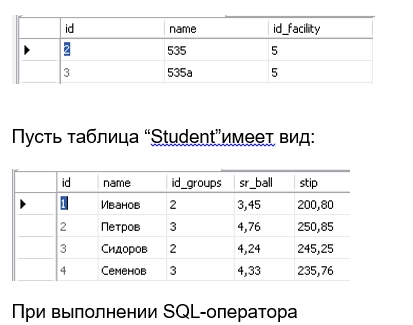 id name id_facility
2 535 5
3 535a 5
Пусть таблица “Student”имеет вид:
id name id_groups sr_ball stip
1 Иванов 2 3,45 200,80
2 Петров 3 4,76 250,85
3 Сидоров 2 4,24 245,25
4 Семенов 3 4,33 235,76
При выполнении SQL-оператора